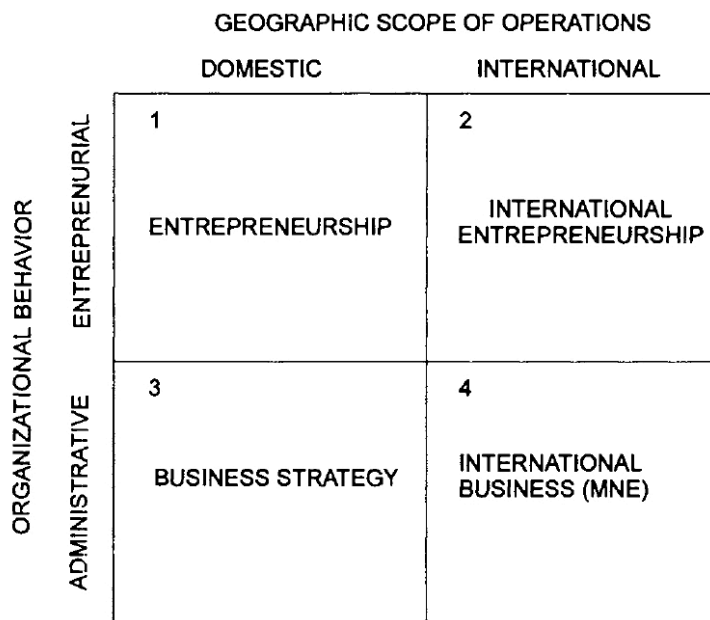 GEOGRAPHIC SCOPE OF OPERATIONS
DOMESTIC
INTERNATIONAL
ORGANIZATIONAL BEHAVIOR
ENTREPRENURIAL
1
ENTREPRENEURSHIP
2
INTERNATIONAL
ENTREPRENEURSHIP
ADMINISTRATIVE
3
BUSINESS STRATEGY
4
INTERNATIONAL
BUSINESS (MNE)